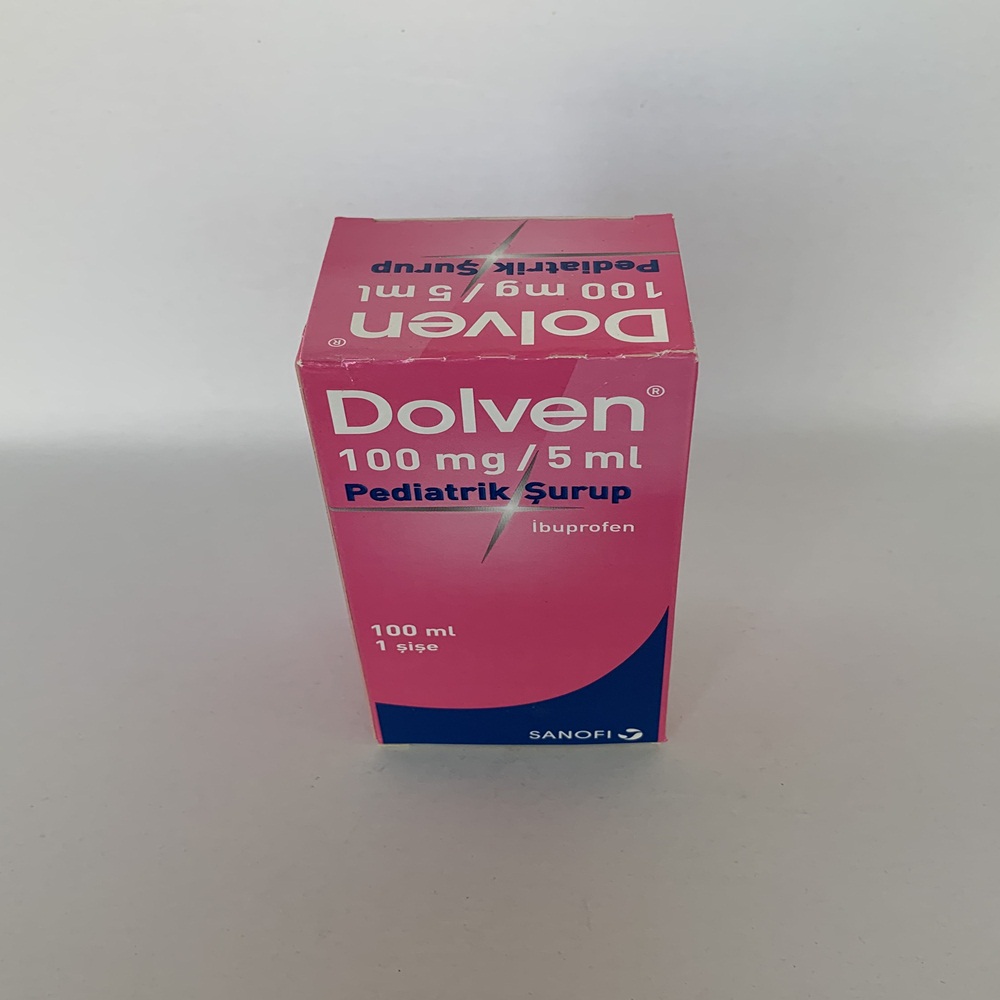 Dolven®
100 mg / 5 ml
Pediatrik Şurup
Dolven®
100 mg / 5 ml
Pediatrik Şurup
İbuprofen
100 ml
1 şişe
SANOFI